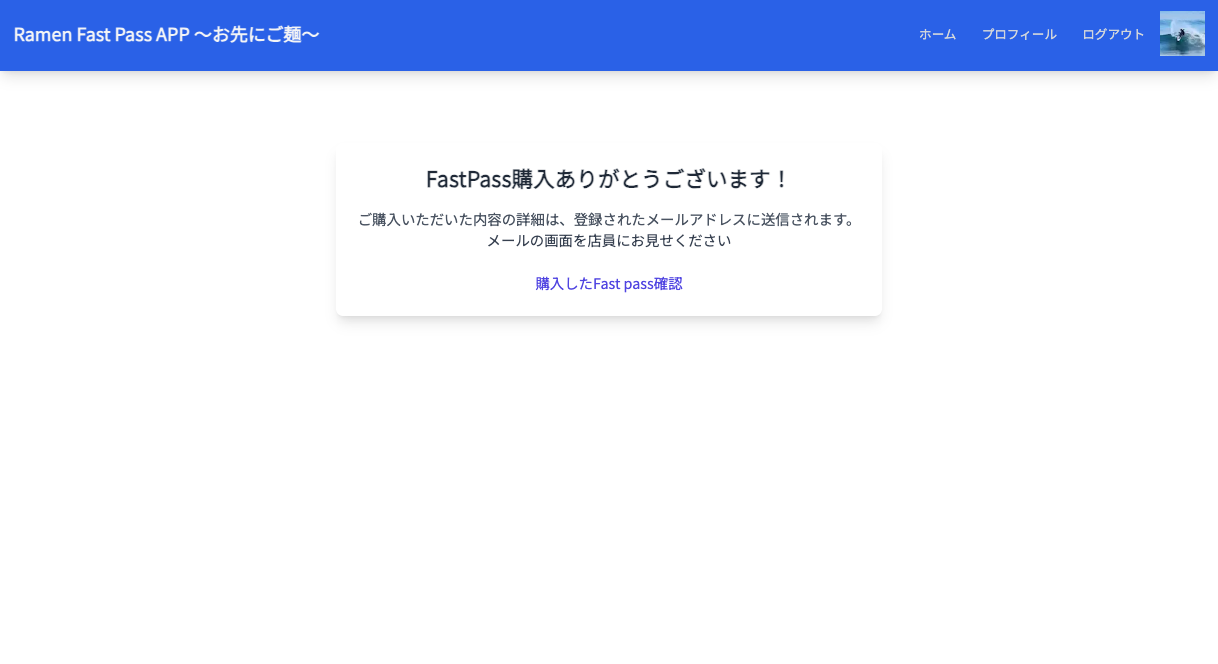 Ramen Fast Pass APP 〜お先にご麺〜
ホーム プロフィール ログアウト
FastPass購入ありがとうございます！
ご購入いただいた内容の詳細は、登録されたメールアドレスに送信されます。
メールの画面を店員にお見せください
購入したFast pass確認